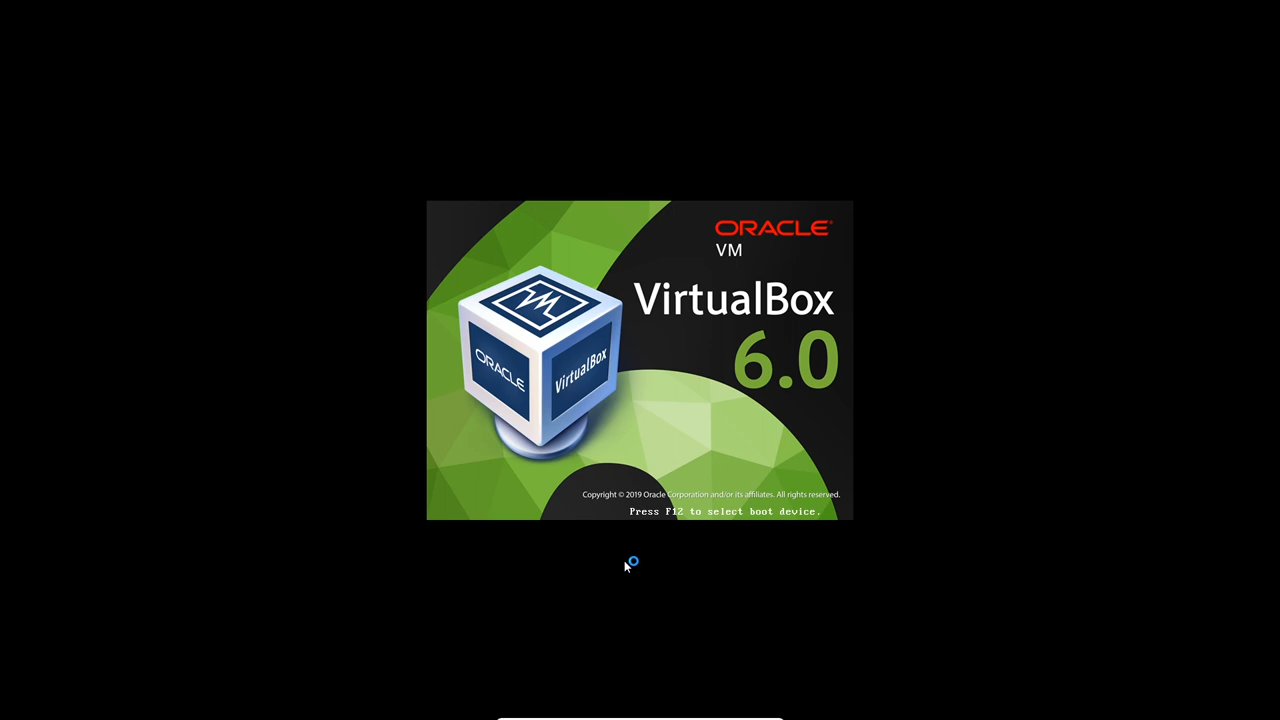 ORACLE®
VM
VirtualBox
6.0
ORACLE
VirtualBox
Copyright © 2019 Oracle Corporation and/or its affiliates. All rights reserved.
Press F12 to select boot device.